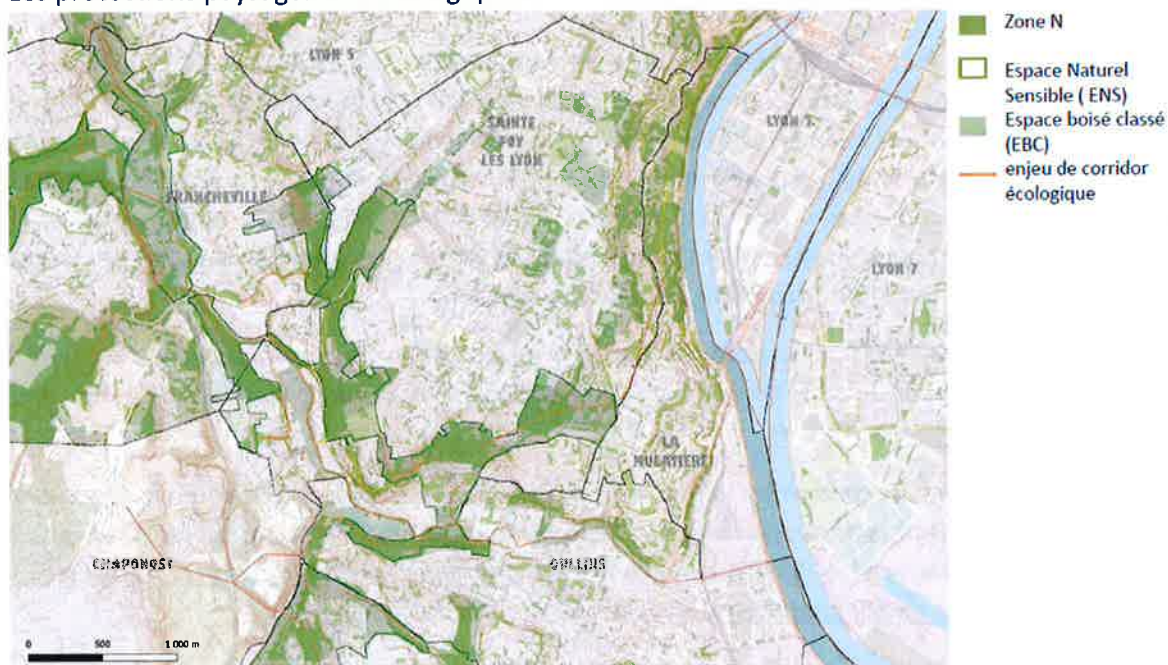 LYON 5
SAINTE
FOY
LES LYON
FRANCHEVILLE
LYON 2
LYON 7
LA
MULATIERE
CHAPONOST
OULLINS
0 500 1 000 m
Zone N
Espace Naturel
Sensible ( ENS)
Espace boisé classé
(EBC)
enjeu de corridor
écologique